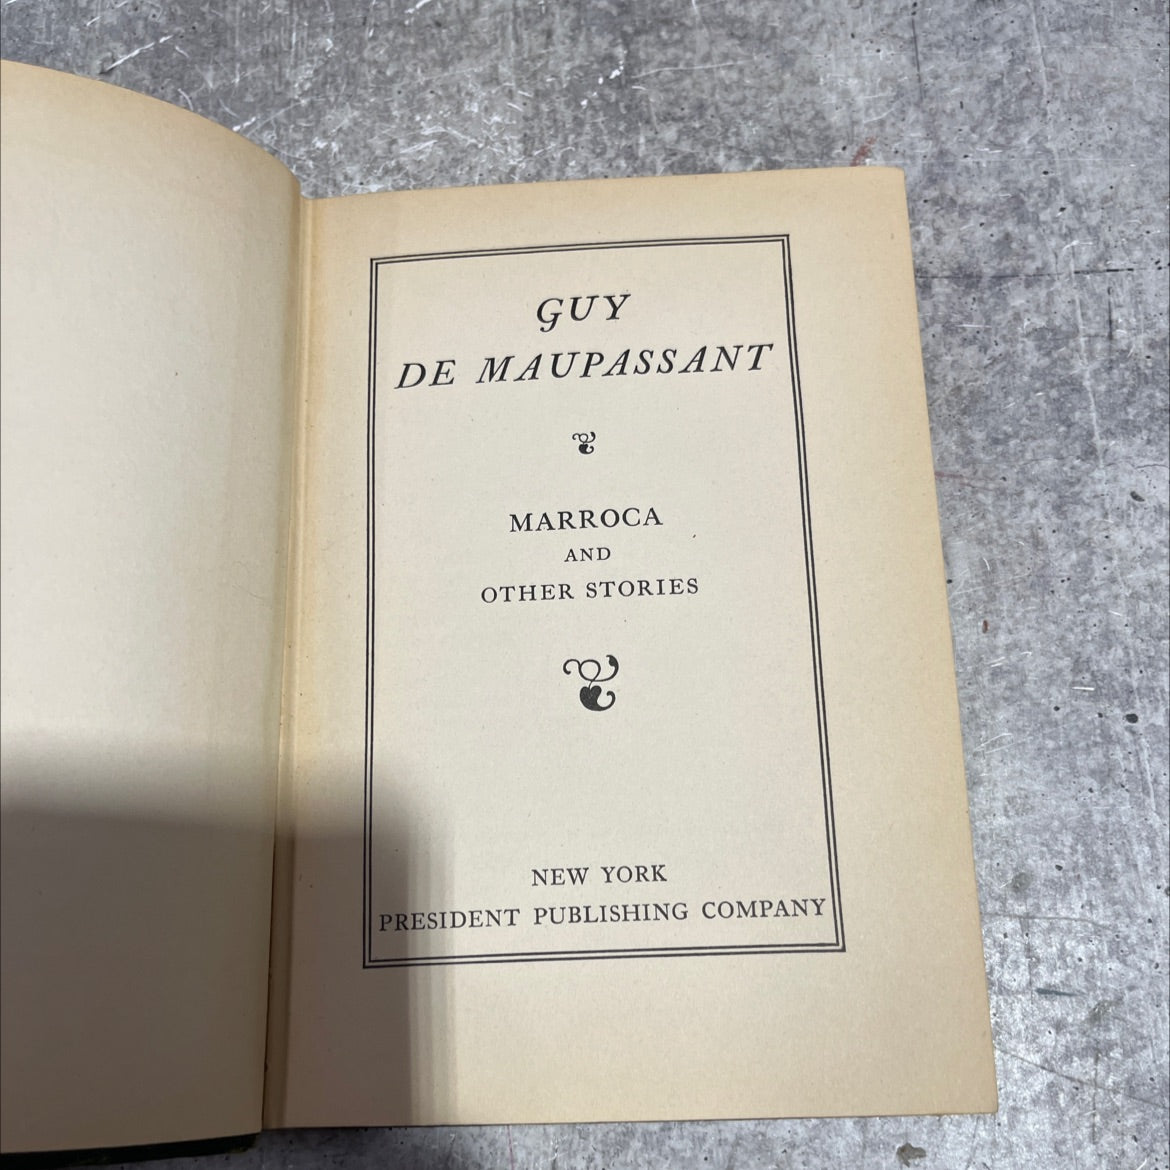 GUY
DE MAUPASSANT
MARROCA
AND
OTHER STORIES
NEW YORK
PRESIDENT PUBLISHING COMPANY